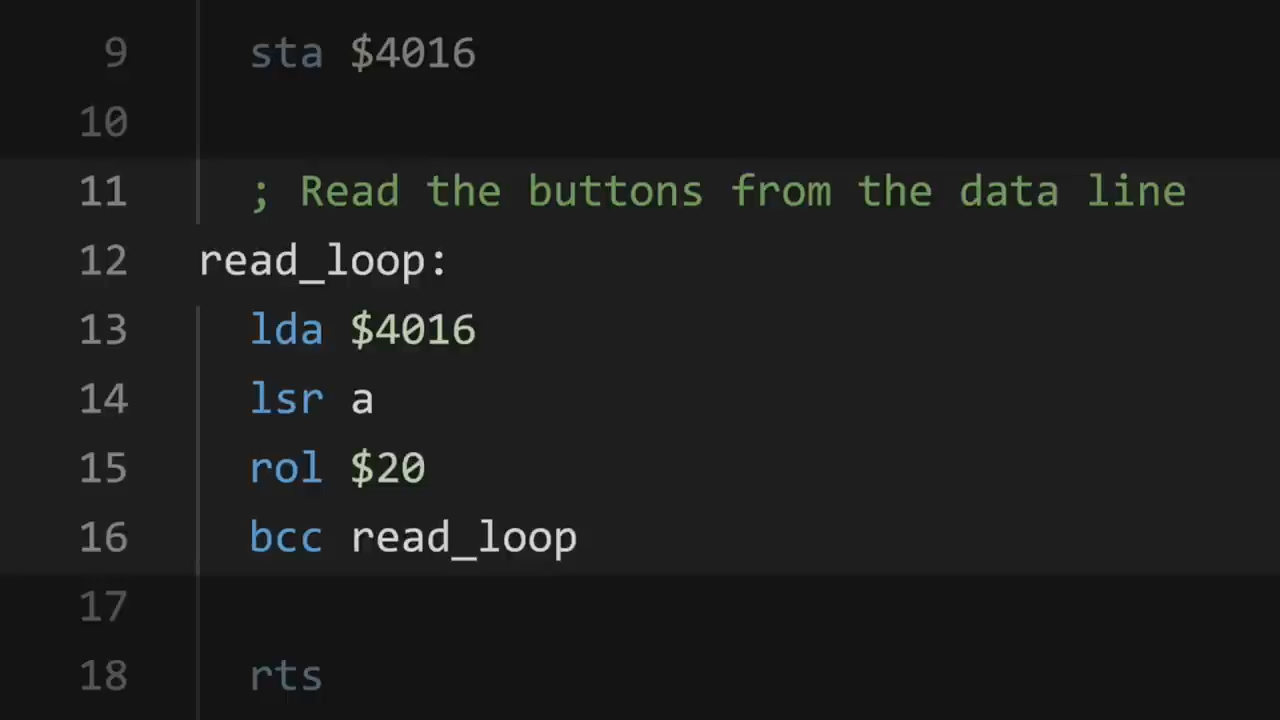 9 sta $4016
10
11 ; Read the buttons from the data line
12 read_loop:
13 lda $4016
14 lsr a
15 rol $20
16 bcc read_loop
17
18 rts